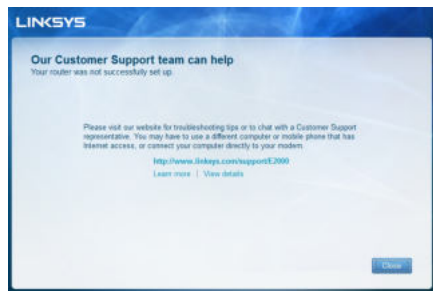 LINKSYS
Our Customer Support team can help
Your router was not successfully set up.
Please visit our website for troubleshooting tips or to chat with a Customer Support
representative. You may have to use a different computer or mobile phone that has
Internet access, or connect your computer directly to your modem.
http://www.linksys.com/support/E2000
Learn more | View details
Close